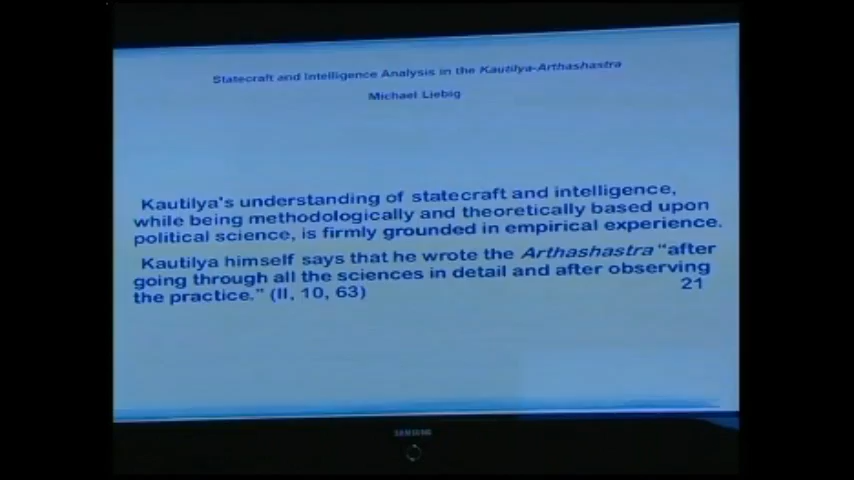 Statecraft and Intelligence Analysis in the Kautilya-Arthashastra
Michael Liebig
Kautilya's understanding of statecraft and intelligence,
while being methodologically and theoretically based upon
political science, is firmly grounded in empirical experience.
Kautilya himself says that he wrote the Arthashastra "after
going through all the sciences in detail and after observing
the practice." (II, 10, 63)
21
SAMSUNG